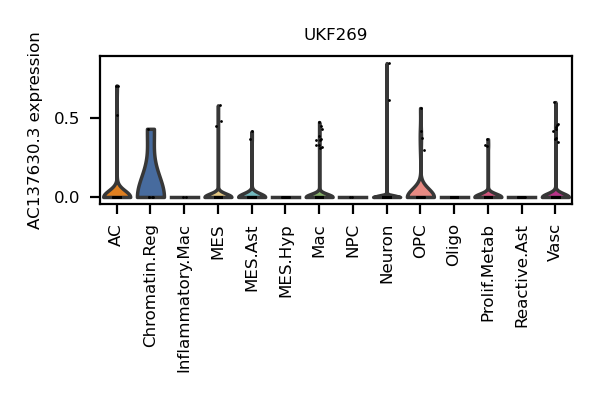 UKF269
AC137630.3 expression
0.5
0.0
AC
Chromatin.Reg
Inflammatory.Mac
MES
MES.Ast
MES.Hyp
Mac
NPC
Neuron
OPC
Oligo
Prolif.Metab
Reactive.Ast
Vasc